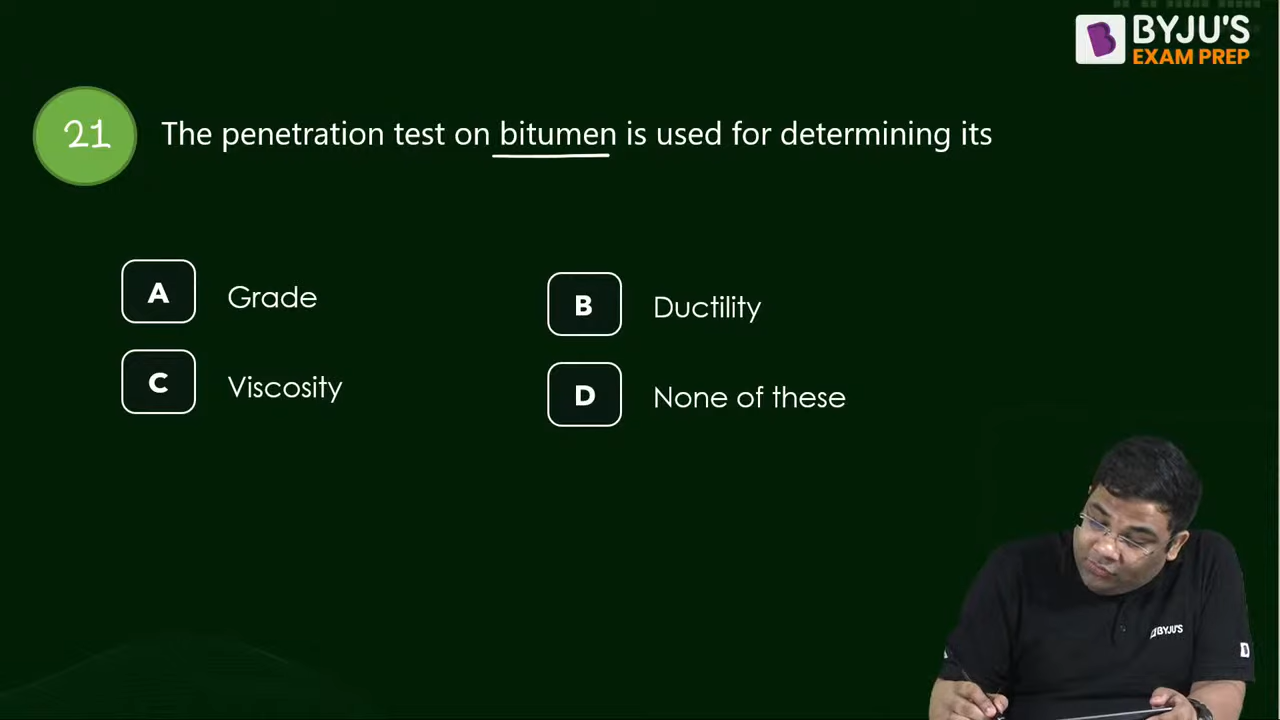 BYJU'S
EXAM PREP
21 The penetration test on bitumen is used for determining its
A Grade
B Ductility
C Viscosity
D None of these
BYJU'S